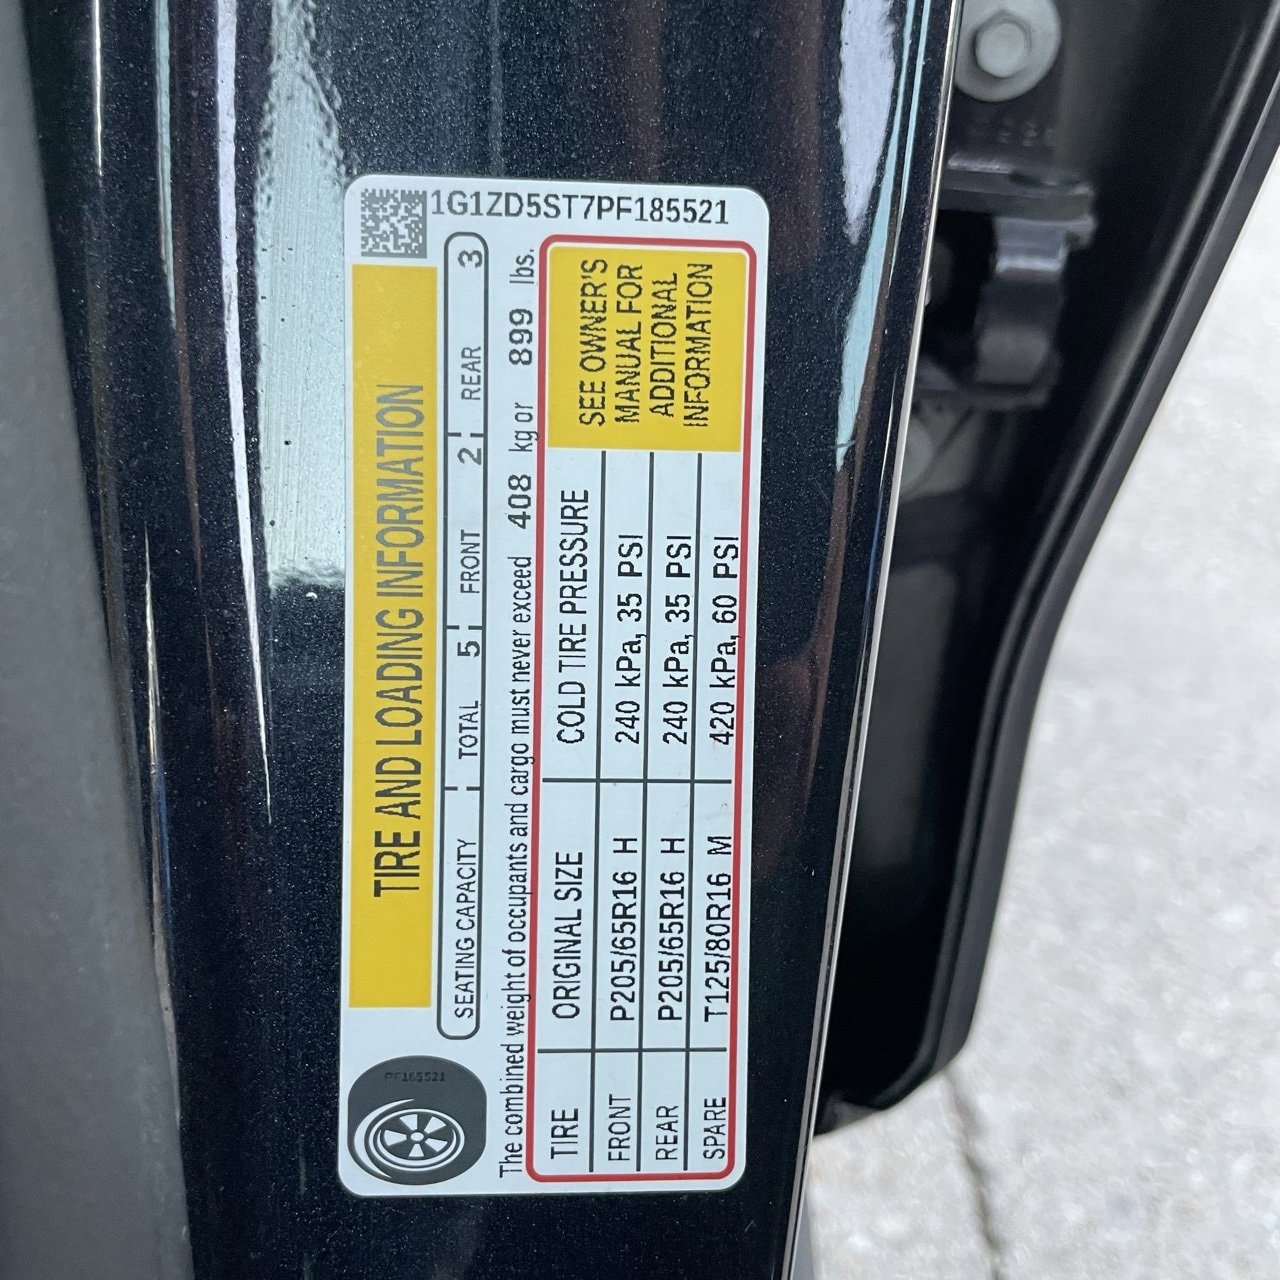 1G1ZD5ST7PF185521
TIRE AND LOADING INFORMATION
SEATING CAPACITY TOTAL 5 FRONT 2 REAR 3
The combined weight of occupants and cargo must never exceed 408 kg or 899 lbs.
TIRE ORIGINAL SIZE COLD TIRE PRESSURE
FRONT P205/65R16 H 240 kPa, 35 PSI
REAR P205/65R16 H 240 kPa, 35 PSI
SPARE T125/80R16 M 420 kPa, 60 PSI
SEE OWNER'S
MANUAL FOR
ADDITIONAL
INFORMATION